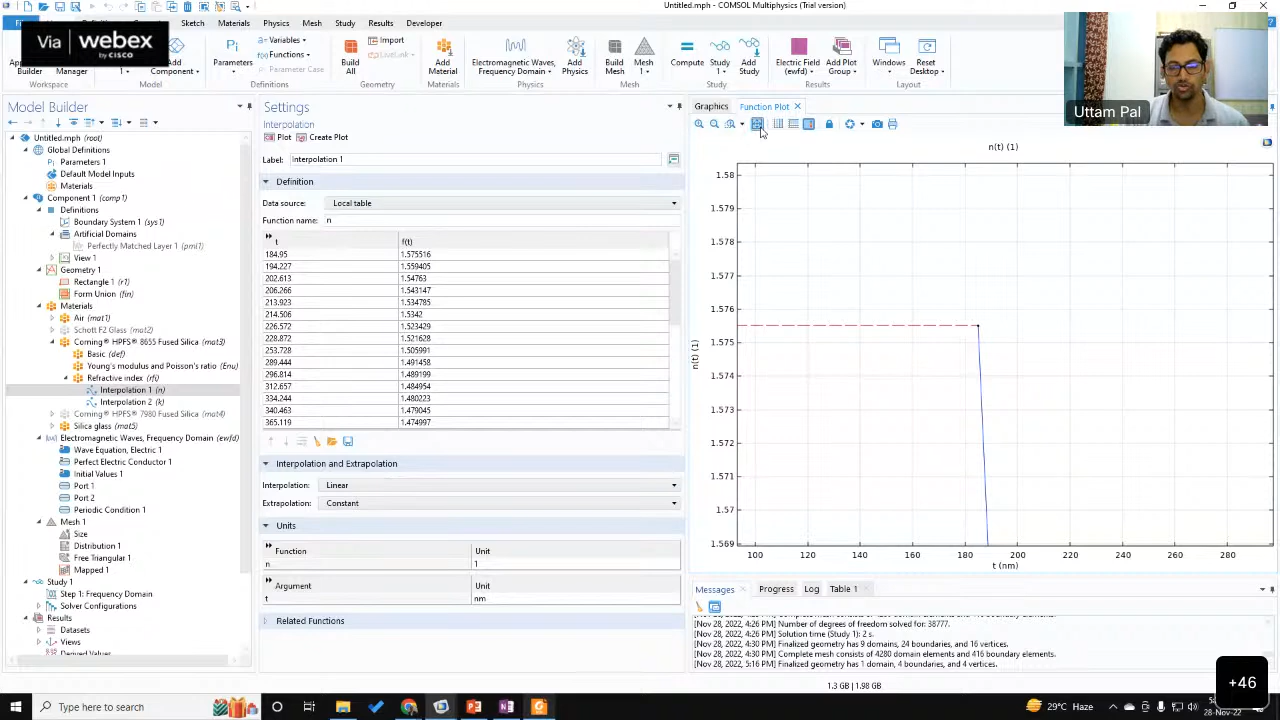 Untitled.mph - COMSOL Multiphysics (Trial version)
Sketch Materials Physics Mesh Study Results Developer
Via webex
by CISCO
Builder
Workspace
Manager
Component
Model
Variables
Functions
Parameter Case
Parameters
Definitions
Build
All
Import
LiveLink
Geometry
Add
Material
Materials
Electromagnetic Waves,
Frequency Domain
Add
Physics
Physics
Build
Mesh
Mesh
1
Mesh
Compute
Study
1
Add
Study
Study
Electric Field
(ewfd)
Add Plot
Group
Results
Windows
Reset
Desktop
Layout
Uttam Pal
Model Builder
Untitled.mph (root)
Global Definitions
Parameters 1
Default Model Inputs
Materials
Component 1 (comp1)
Definitions
Boundary System 1 (sys1)
Artificial Domains
Perfectly Matched Layer 1 (pml1)
View 1
Geometry 1
Rectangle 1 (r1)
Form Union (fin)
Materials
Air (mat1)
Schott F2 Glass (mat2)
Corning® HPFS® 8655 Fused Silica (mat3)
Basic (def)
Young's modulus and Poisson's ratio (Enu)
Refractive index (rfi)
Interpolation 1 (n)
Interpolation 2 (k)
Corning® HPFS® 7980 Fused Silica (mat4)
Silica glass (mat5)
Electromagnetic Waves, Frequency Domain (ewfd)
Wave Equation, Electric 1
Perfect Electric Conductor 1
Initial Values 1
Port 1
Port 2
Periodic Condition 1
Mesh 1
Size
Distribution 1
Free Triangular 1
Mapped 1
Study 1
Step 1: Frequency Domain
Solver Configurations
Results
Datasets
Views
Derived Values
Settings
Interpolation
Plot Create Plot
Label: Interpolation 1
Definition
Data source: Local table
Function name: n
t f(t)
184.95 1.575516
194.227 1.559405
202.613 1.54763
206.266 1.543147
213.923 1.534785
214.506 1.5342
226.572 1.523429
228.872 1.521628
253.728 1.505991
289.444 1.491458
296.814 1.489199
312.657 1.484954
334.244 1.480223
340.463 1.479045
365.119 1.474997
Interpolation and Extrapolation
Interpolation: Linear
Extrapolation: Constant
Units
Function Unit
n 1
Argument Unit
t nm
Related Functions
Graphics Function Plot
n(t) (1)
1.58
1.579
1.578
1.577
1.576
1.575
1.574
1.573
1.572
1.571
1.57
1.569
n(t) (1)
100 120 140 160 180 200 220 240 260 280
t (nm)
Messages Progress Log Table 1
[Nov 28, 2022, 4:26 PM] Number of degrees of freedom solved for: 38777.
[Nov 28, 2022, 4:26 PM] Solution time (Study 1): 2 s.
[Nov 28, 2022, 4:30 PM] Finalized geometry has 9 domains, 24 boundaries, and 16 vertices.
[Nov 28, 2022, 4:30 PM] Complete mesh consists of 4280 domain elements and 416 boundary elements.
[Nov 28, 2022, 5:16 PM] Finalized geometry has 1 domain, 4 boundaries, and 4 vertices.
1.3 GB | 1.98 GB
+46
Type here to search
29°C Haze
28-Nov-22